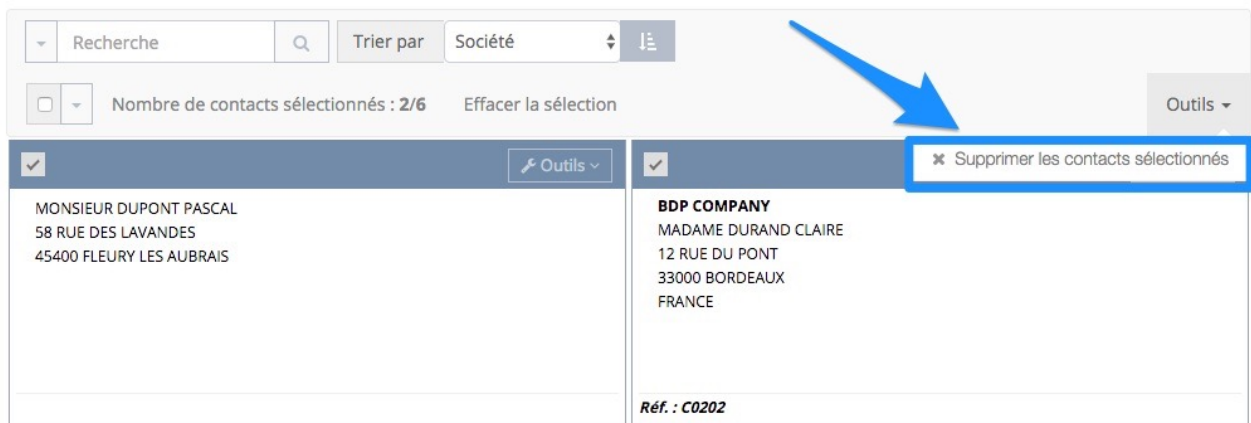 Recherche
Trier par
Société
Nombre de contacts sélectionnés : 2/6
Effacer la sélection
Outils
Supprimer les contacts sélectionnés
Outils
MONSIEUR DUPONT PASCAL
58 RUE DES LAVANDES
45400 FLEURY LES AUBRAIS
BDP COMPANY
MADAME DURAND CLAIRE
12 RUE DU PONT
33000 BORDEAUX
FRANCE
Réf. : C0202